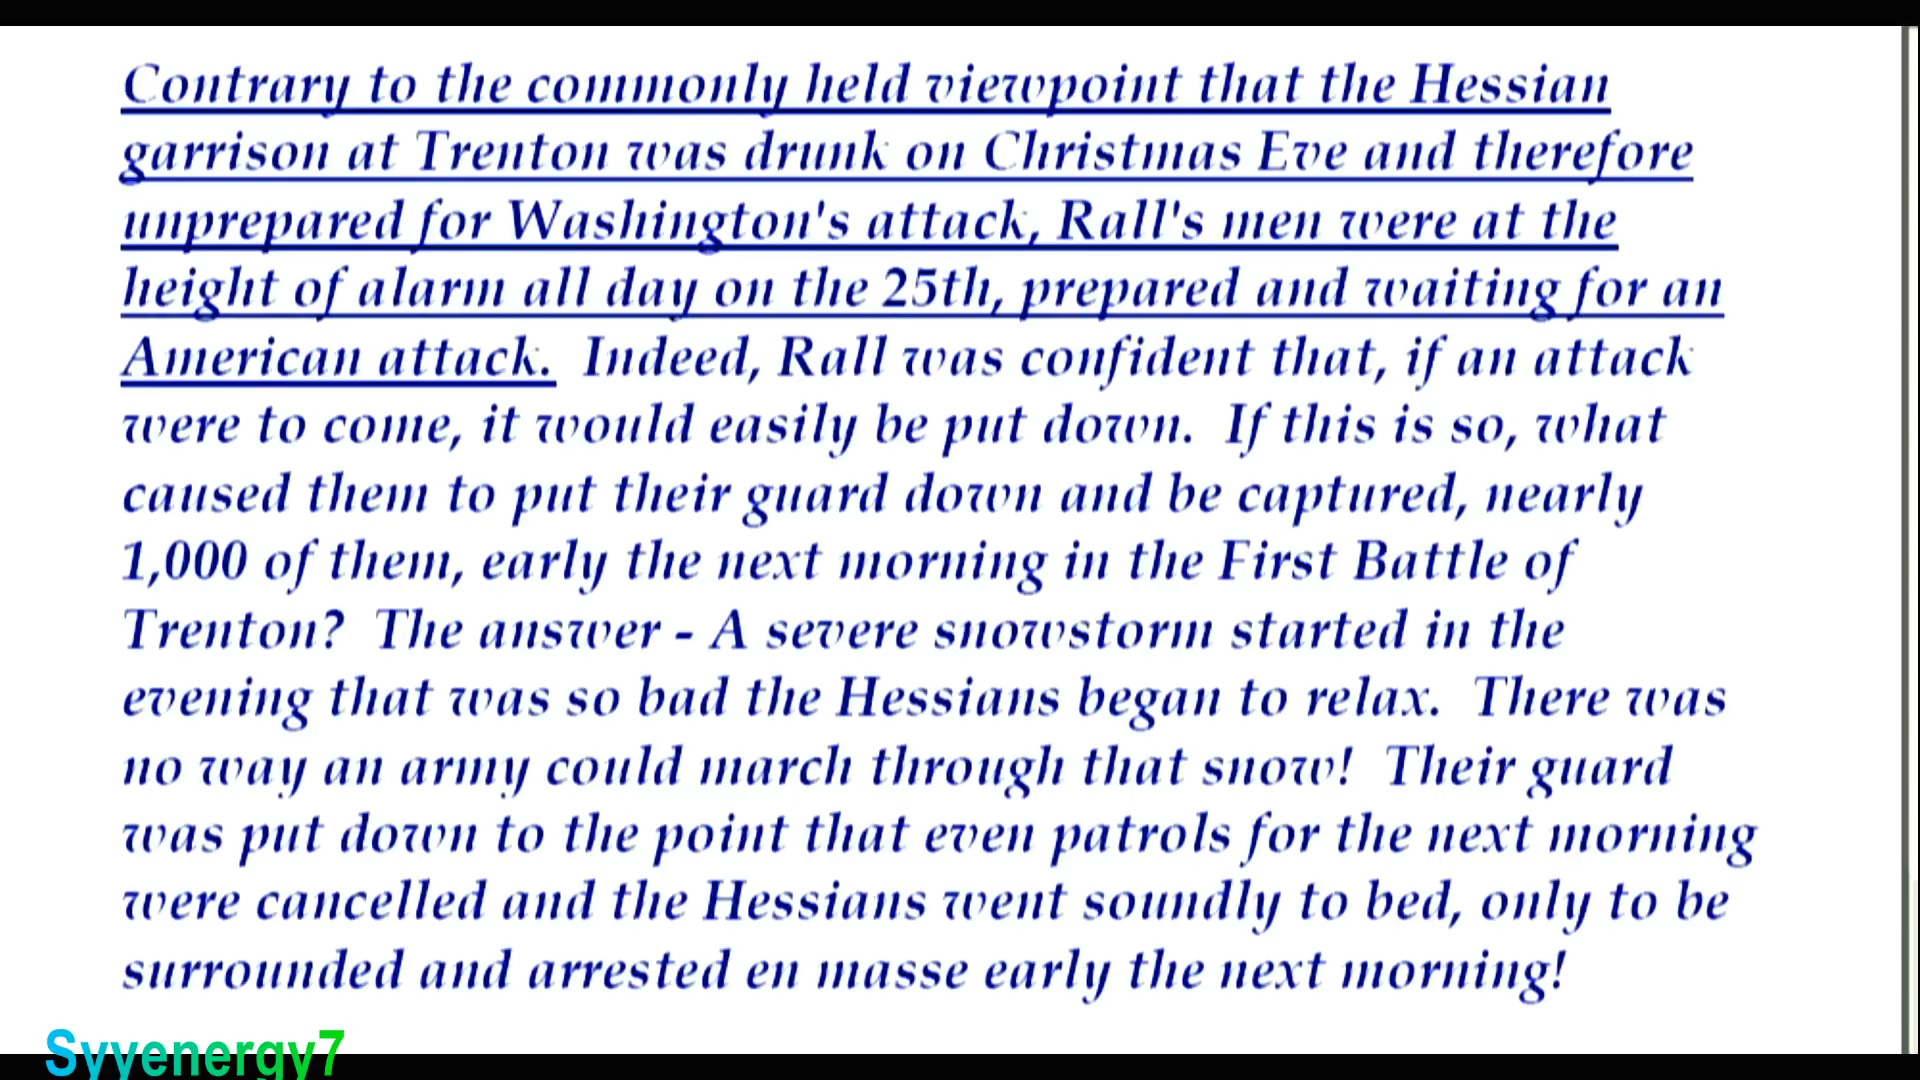 Contrary to the commonly held viewpoint that the Hessian
garrison at Trenton was drunk on Christmas Eve and therefore
unprepared for Washington's attack, Rall's men were at the
height of alarm all day on the 25th, prepared and waiting for an
American attack.  Indeed, Rall was confident that, if an attack
were to come, it would easily be put down.  If this is so, what
caused them to put their guard down and be captured, nearly
1,000 of them, early the next morning in the First Battle of
Trenton?  The answer - A severe snowstorm started in the
evening that was so bad the Hessians began to relax.  There was
no way an army could march through that snow!  Their guard
was put down to the point that even patrols for the next morning
were cancelled and the Hessians went soundly to bed, only to be
surrounded and arrested en masse early the next morning!
Syyenergy7